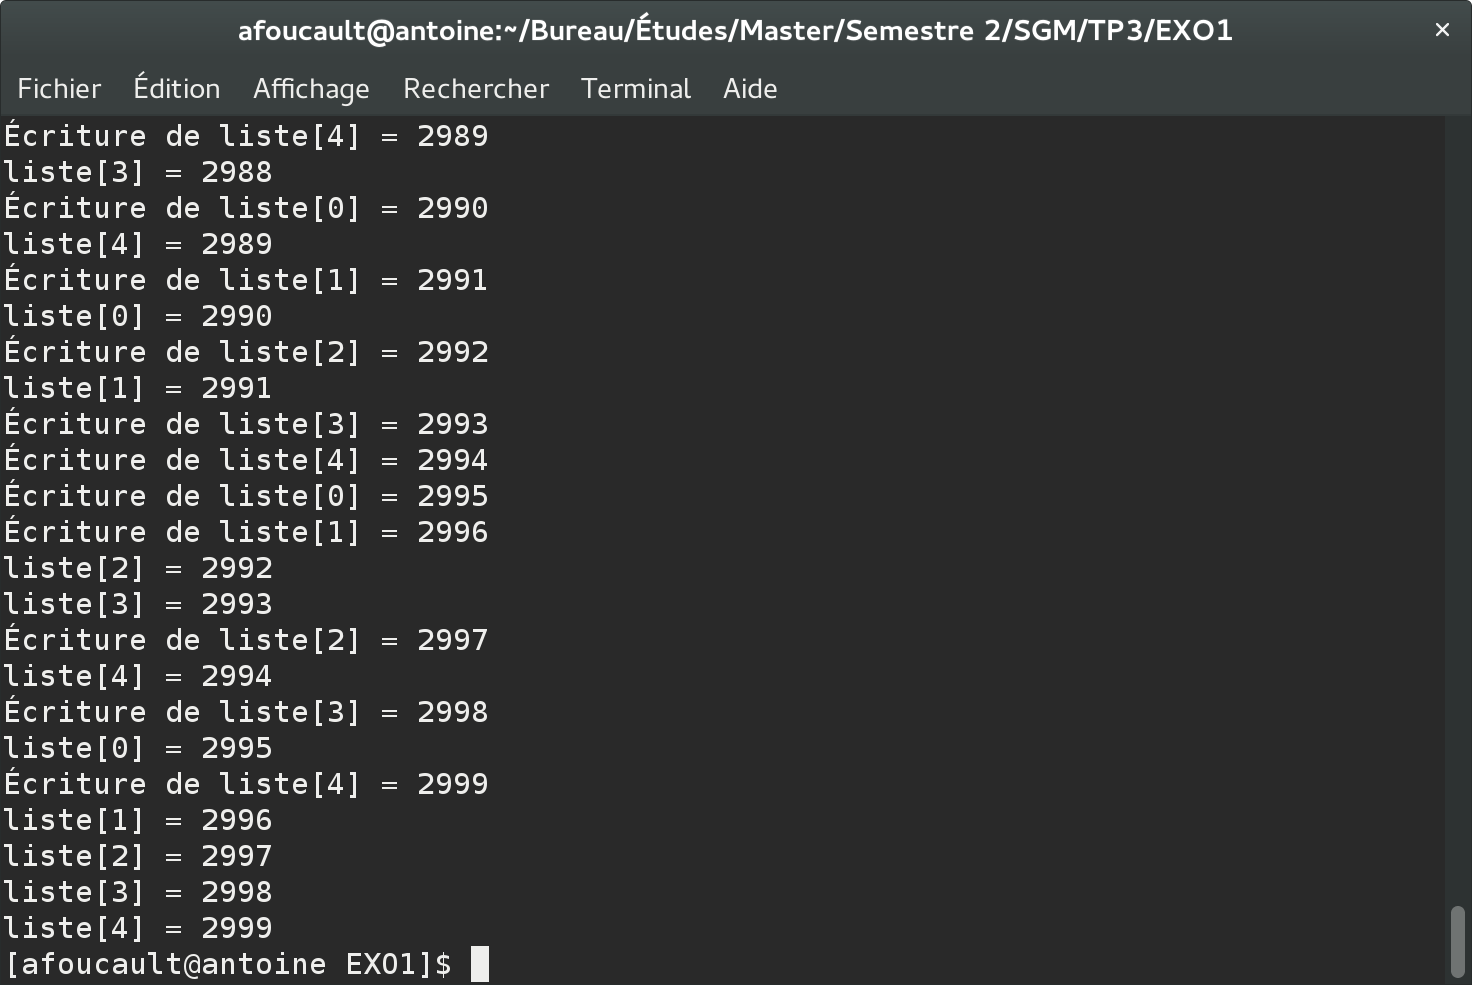 afoucault@antoine:~/Bureau/Études/Master/Semestre 2/SGM/TP3/EXO1 ×
Fichier Édition Affichage Rechercher Terminal Aide
Écriture de liste[4] = 2989
liste[3] = 2988
Écriture de liste[0] = 2990
liste[4] = 2989
Écriture de liste[1] = 2991
liste[0] = 2990
Écriture de liste[2] = 2992
liste[1] = 2991
Écriture de liste[3] = 2993
Écriture de liste[4] = 2994
Écriture de liste[0] = 2995
Écriture de liste[1] = 2996
liste[2] = 2992
liste[3] = 2993
Écriture de liste[2] = 2997
liste[4] = 2994
Écriture de liste[3] = 2998
liste[0] = 2995
Écriture de liste[4] = 2999
liste[1] = 2996
liste[2] = 2997
liste[3] = 2998
liste[4] = 2999
[afoucault@antoine EXO1]$